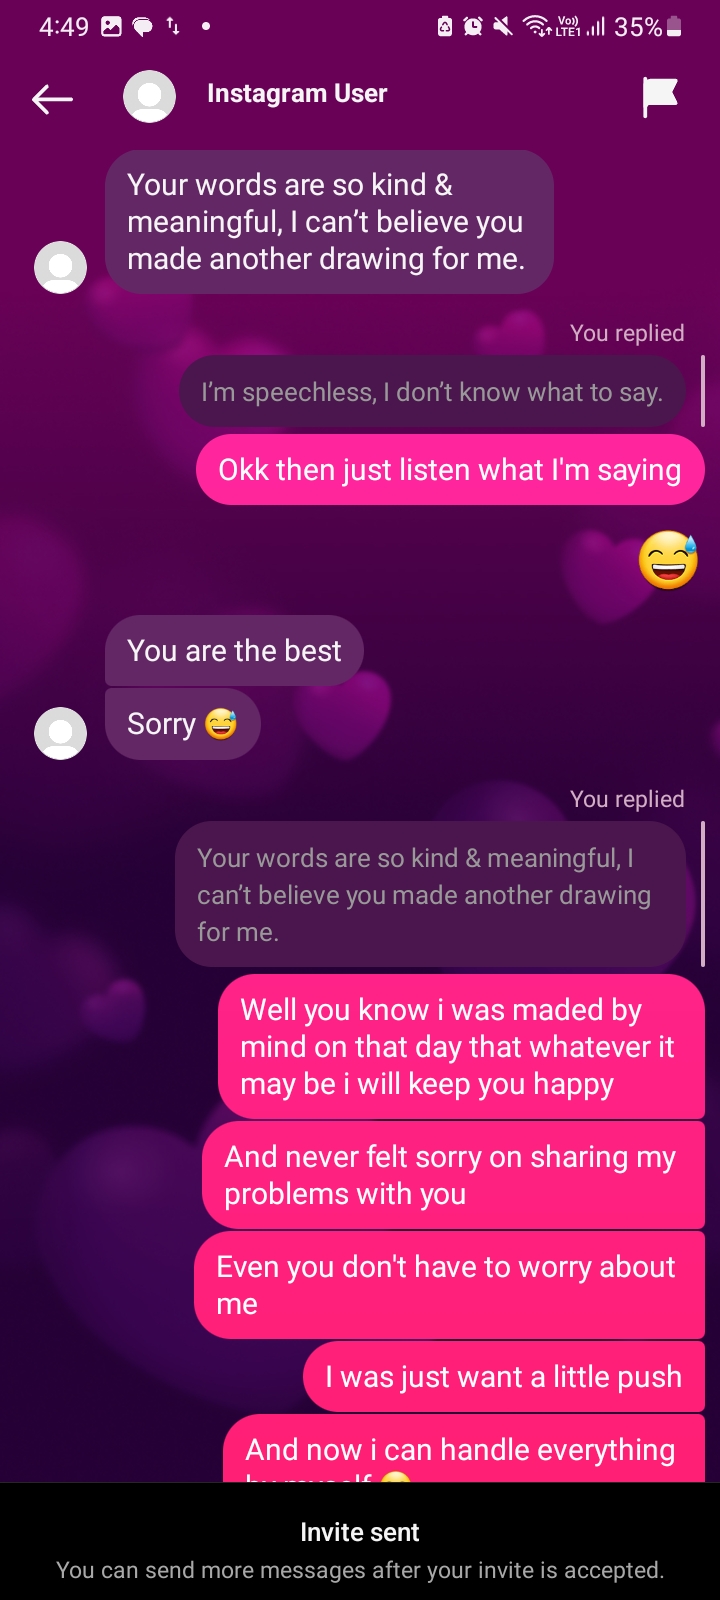 4:49
Vo)) 35%
LTE1
Instagram User
Your words are so kind &
meaningful, I can’t believe you
made another drawing for me.
You replied
I’m speechless, I don’t know what to say.
Okk then just listen what I'm saying
😅
You are the best
Sorry 😅
You replied
Your words are so kind & meaningful, I
can’t believe you made another drawing
for me.
Well you know i was maded by
mind on that day that whatever it
may be i will keep you happy
And never felt sorry on sharing my
problems with you
Even you don't have to worry about
me
I was just want a little push
And now i can handle everything
by myself
Invite sent
You can send more messages after your invite is accepted.